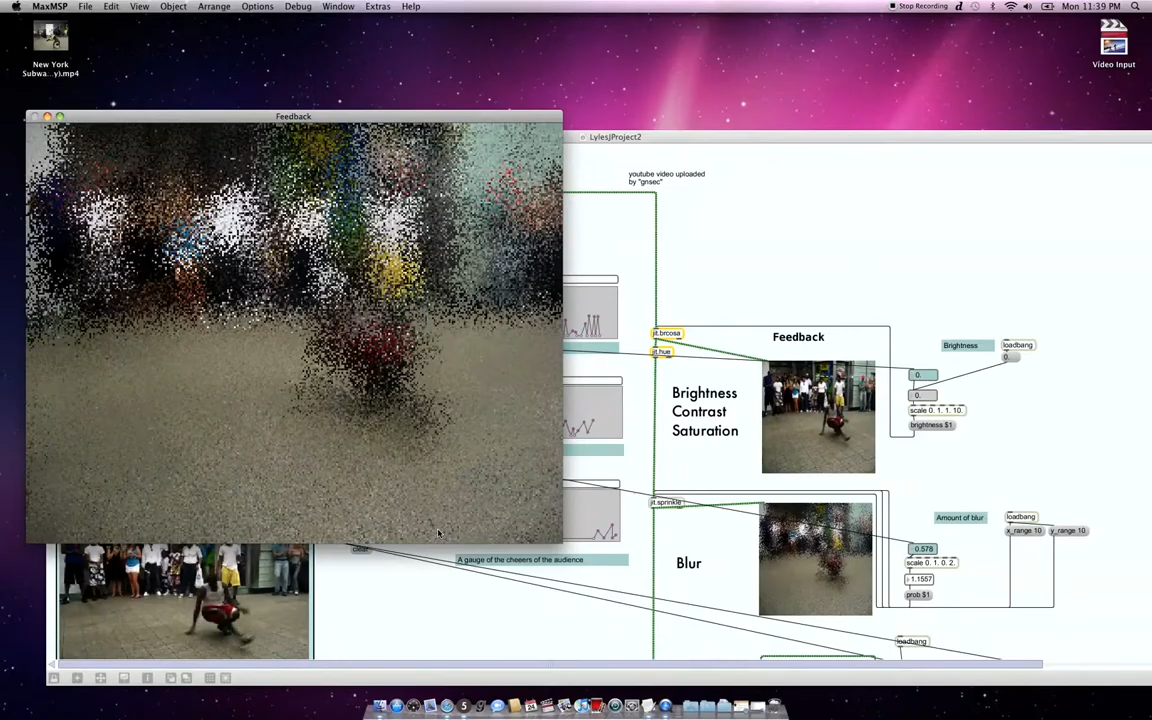 MaxMSP File Edit View Object Arrange Options Debug Window Extras Help
Stop Recording
Mon 11:39 PM
New York
Subwa...y).mp4
Video Input
Feedback
LylesJProject2
youtube video uploaded
by "gnsec"
jit.brcosa
jit.hue
Feedback
Brightness
Contrast
Saturation
Brightness
loadbang
0.
0.
0.
scale 0. 1. 1. 10.
brightness $1
jit.sprinkle
Blur
Amount of blur
loadbang
x_range 10
y_range 10
0.578
scale 0. 1. 0. 2.
1.1557
prob $1
loadbang
clear
A gauge of the cheeers of the audience